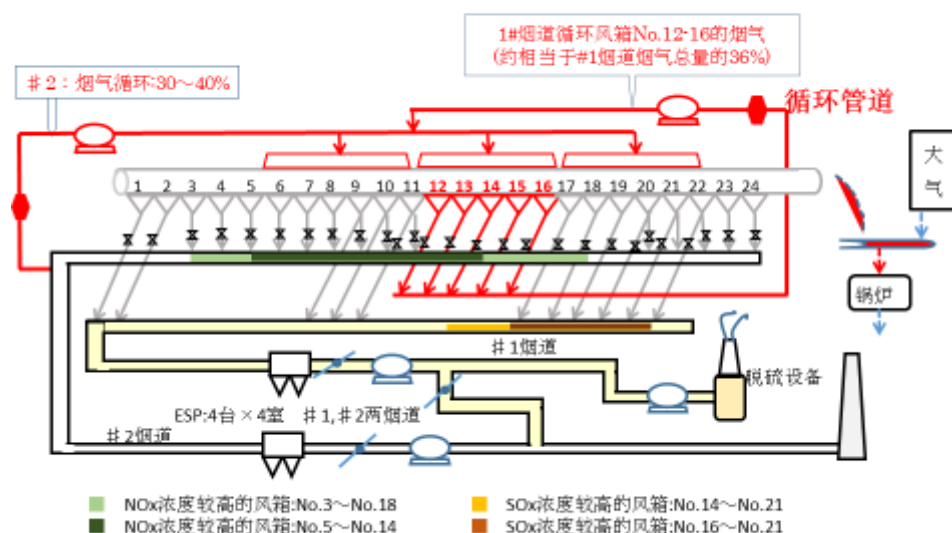 1#烟道循环风箱No.12-16的烟气
(约相当于#1烟道烟气总量的36%)
＃2：烟气循环:30～40%
循环管道
大气
1 2 3 4 5 6 7 8 9 10 11 12 13 14 15 16 17 18 19 20 21 22 23 24
锅炉
＃1烟道
脱硫设备
ESP:4台×4室 ＃1,＃2两烟道
＃2烟道
NOx浓度较高的风箱:No.3～No.18
SOx浓度较高的风箱:No.14～No.21
NOx浓度较高的风箱:No.5～No.14
SOx浓度较高的风箱:No.16～No.21